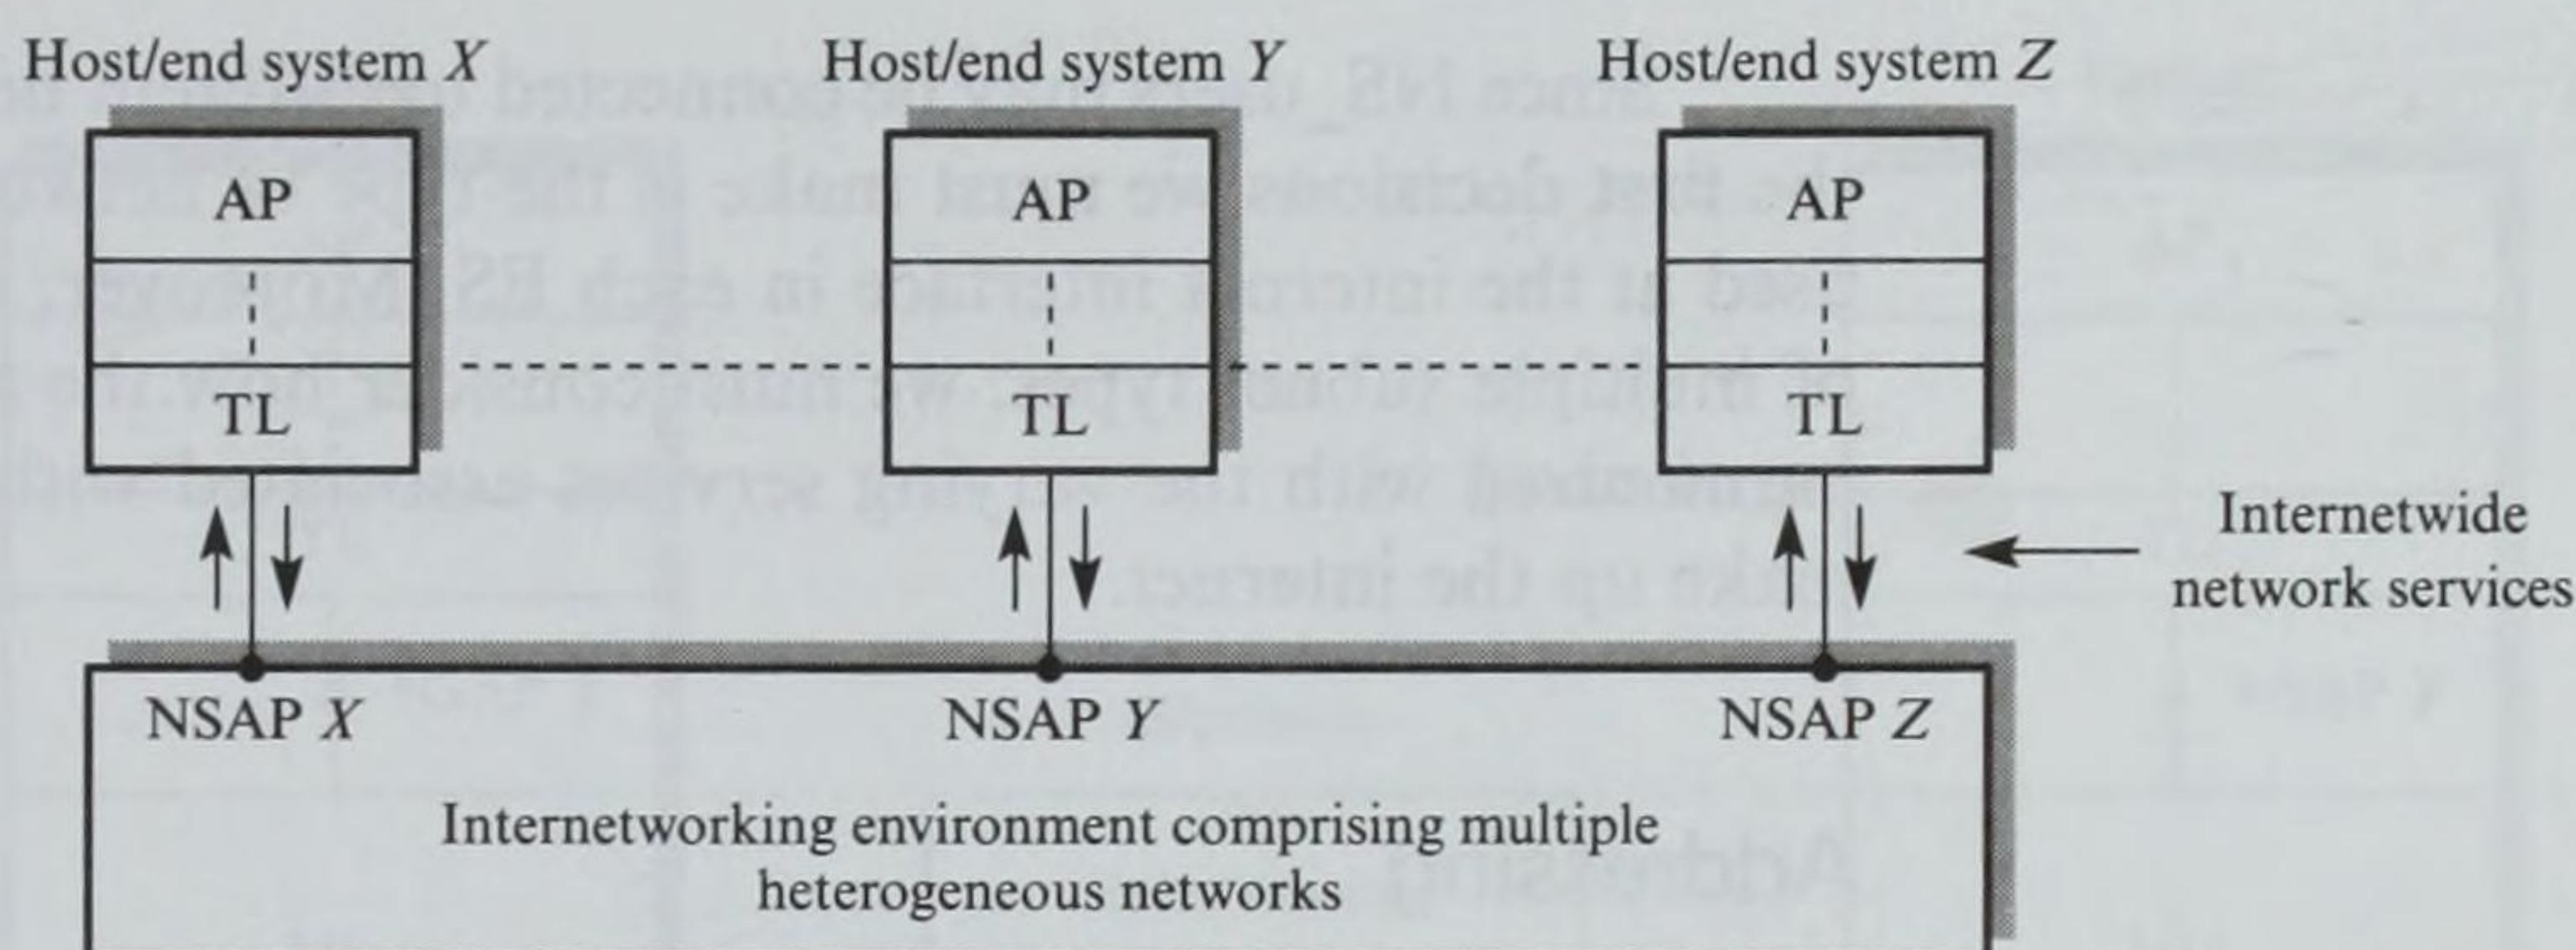 Host/end system X
Host/end system Y
Host/end system Z
AP
AP
AP
TL
TL
TL
Internetwide
network services
NSAP X
NSAP Y
NSAP Z
Internetworking environment comprising multiple
heterogeneous networks